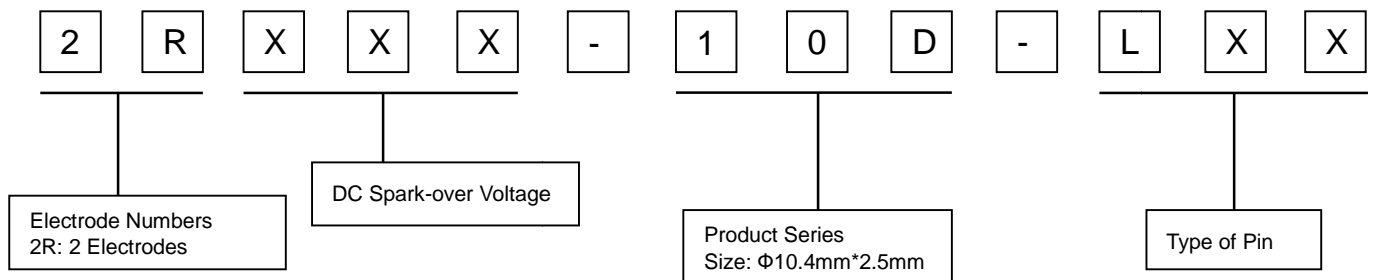 2 R X X X - 1 0 D - L X X
DC Spark-over Voltage
Electrode Numbers
2R: 2 Electrodes
Product Series
Size: Φ10.4mm*2.5mm
Type of Pin